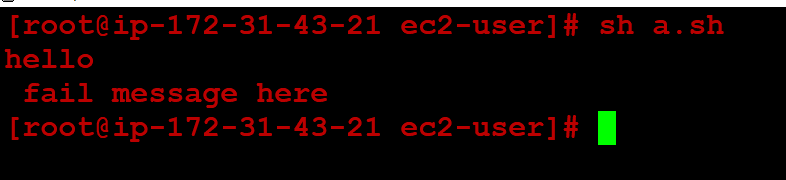 [root@ip-172-31-43-21 ec2-user]# sh a.sh
hello
 fail message here
[root@ip-172-31-43-21 ec2-user]#